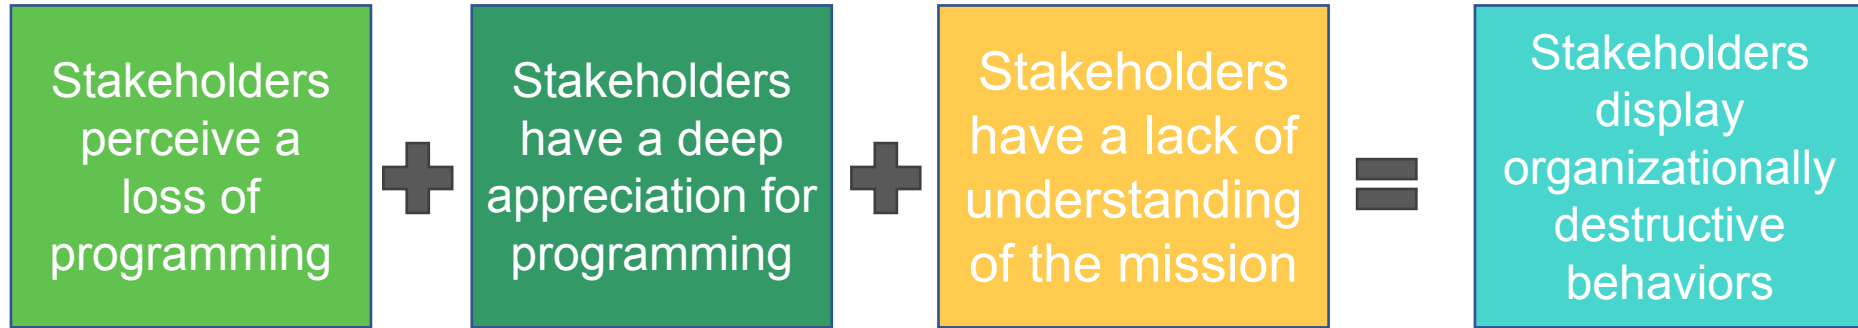 Stakeholders
perceive a
loss of
programming
Stakeholders
have a deep
appreciation for
programming
Stakeholders
have a lack of
understanding
of the mission
Stakeholders
display
organizationally
destructive
behaviors